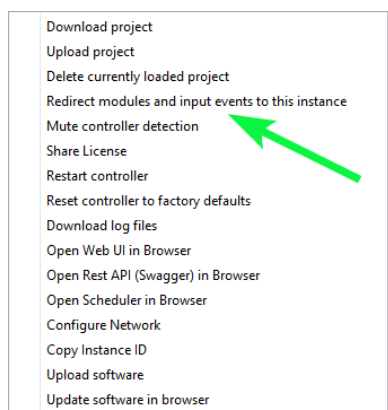 Download project
Upload project
Delete currently loaded project
Redirect modules and input events to this instance
Mute controller detection
Share License
Restart controller
Reset controller to factory defaults
Download log files
Open Web UI in Browser
Open Rest API (Swagger) in Browser
Open Scheduler in Browser
Configure Network
Copy Instance ID
Upload software
Update software in browser